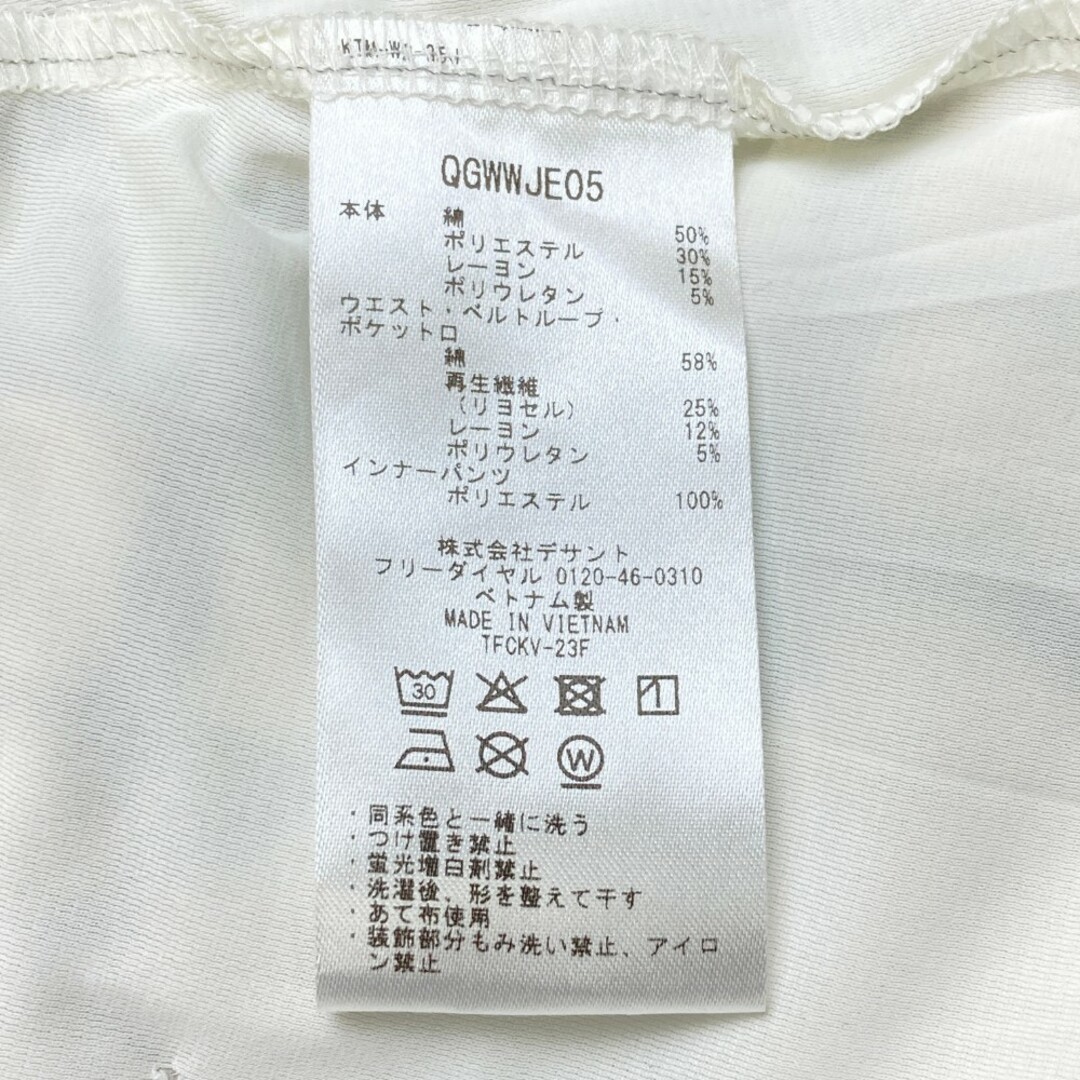 QGWWJE05
本体 綿 50%
ポリエステル 30%
レーヨン 15%
ポリウレタン 5%
ウエスト・ベルトループ・
ポケット口
綿 58%
再生繊維
（リヨセル） 25%
レーヨン 12%
ポリウレタン 5%
インナーパンツ
ポリエステル 100%
株式会社デサント
フリーダイヤル 0120-46-0310
ベトナム製
MADE IN VIETNAM
TFCKV-23F
30
W
・同系色と一緒に洗う
・つけ置き禁止
・蛍光増白剤禁止
・洗濯後、形を整えて干す
・あて布使用
・装飾部分もみ洗い禁止、アイロ
ン禁止